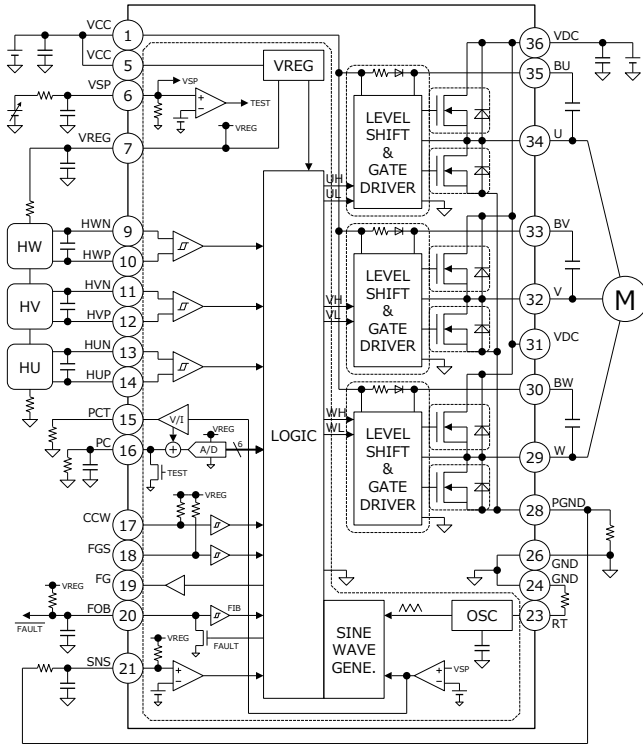 VCC
1
36
VDC
VCC
5
VREG
35
BU
VSP
6
VSP
TEST
LEVEL
SHIFT
&
GATE
DRIVER
34
U
VREG
7
VREG
UH
UL
HWN
9
33
BV
HW
HWP
10
HVN
11
LEVEL
SHIFT
&
GATE
DRIVER
32
V
M
HV
HVP
12
VH
VL
31
VDC
HUN
13
HU
HUP
14
30
BW
PCT
15
V/I
WH
WL
LOGIC
LEVEL
SHIFT
&
GATE
DRIVER
29
W
PC
16
+
A/D
VREG
6
TEST
28
PGND
CCW
17
VREG
FGS
18
26
GND
FG
19
24
GND
VREG
FOB
20
FIB
FAULT
FAULT
SINE
WAVE
GENE.
OSC
23
RT
SNS
21
VREG
VSP